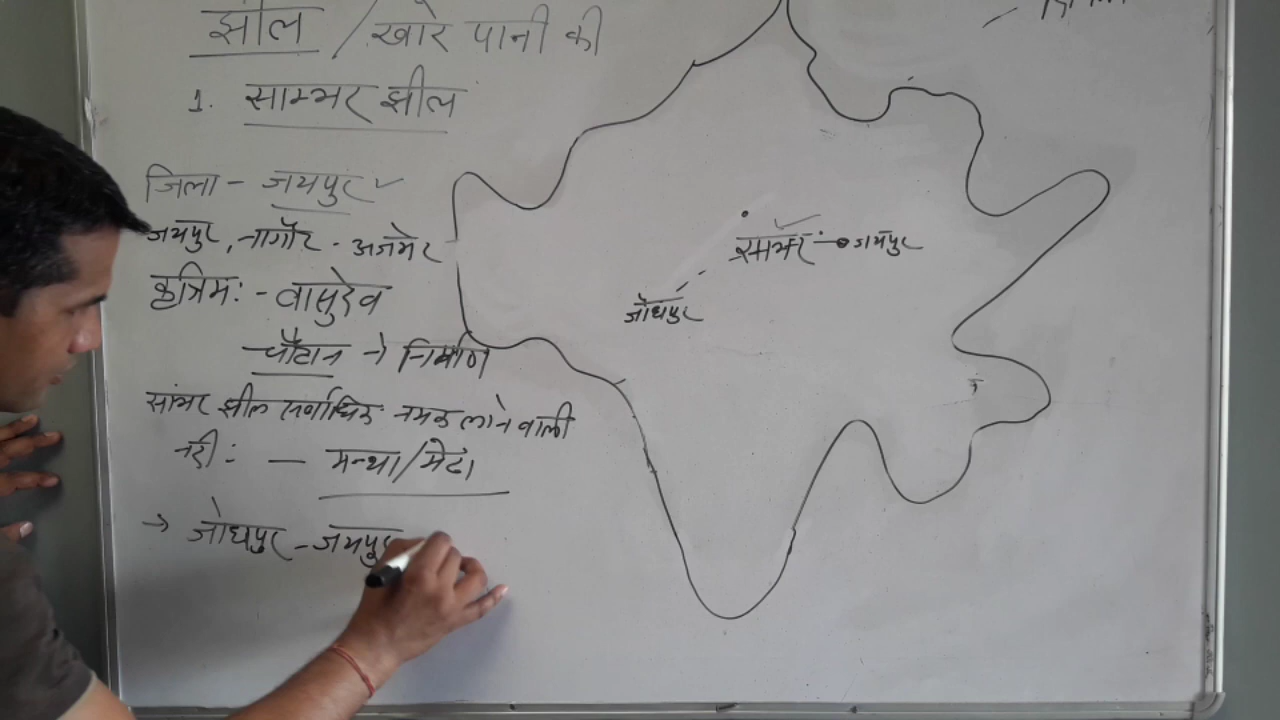 झील / खारे पानी की
1. साम्भर झील
जिला - जयपुर ✓
जयपुर, नागौर - अजमेर
कृत्रिम: - वासुदेव
चौहान → निर्माण
सांभर झील सर्वाधिक नमक लाने वाली
नदी: - मन्था/मेंढा
→ जोधपुर - जयपुर
सांभर
जयपुर
जोधपुर